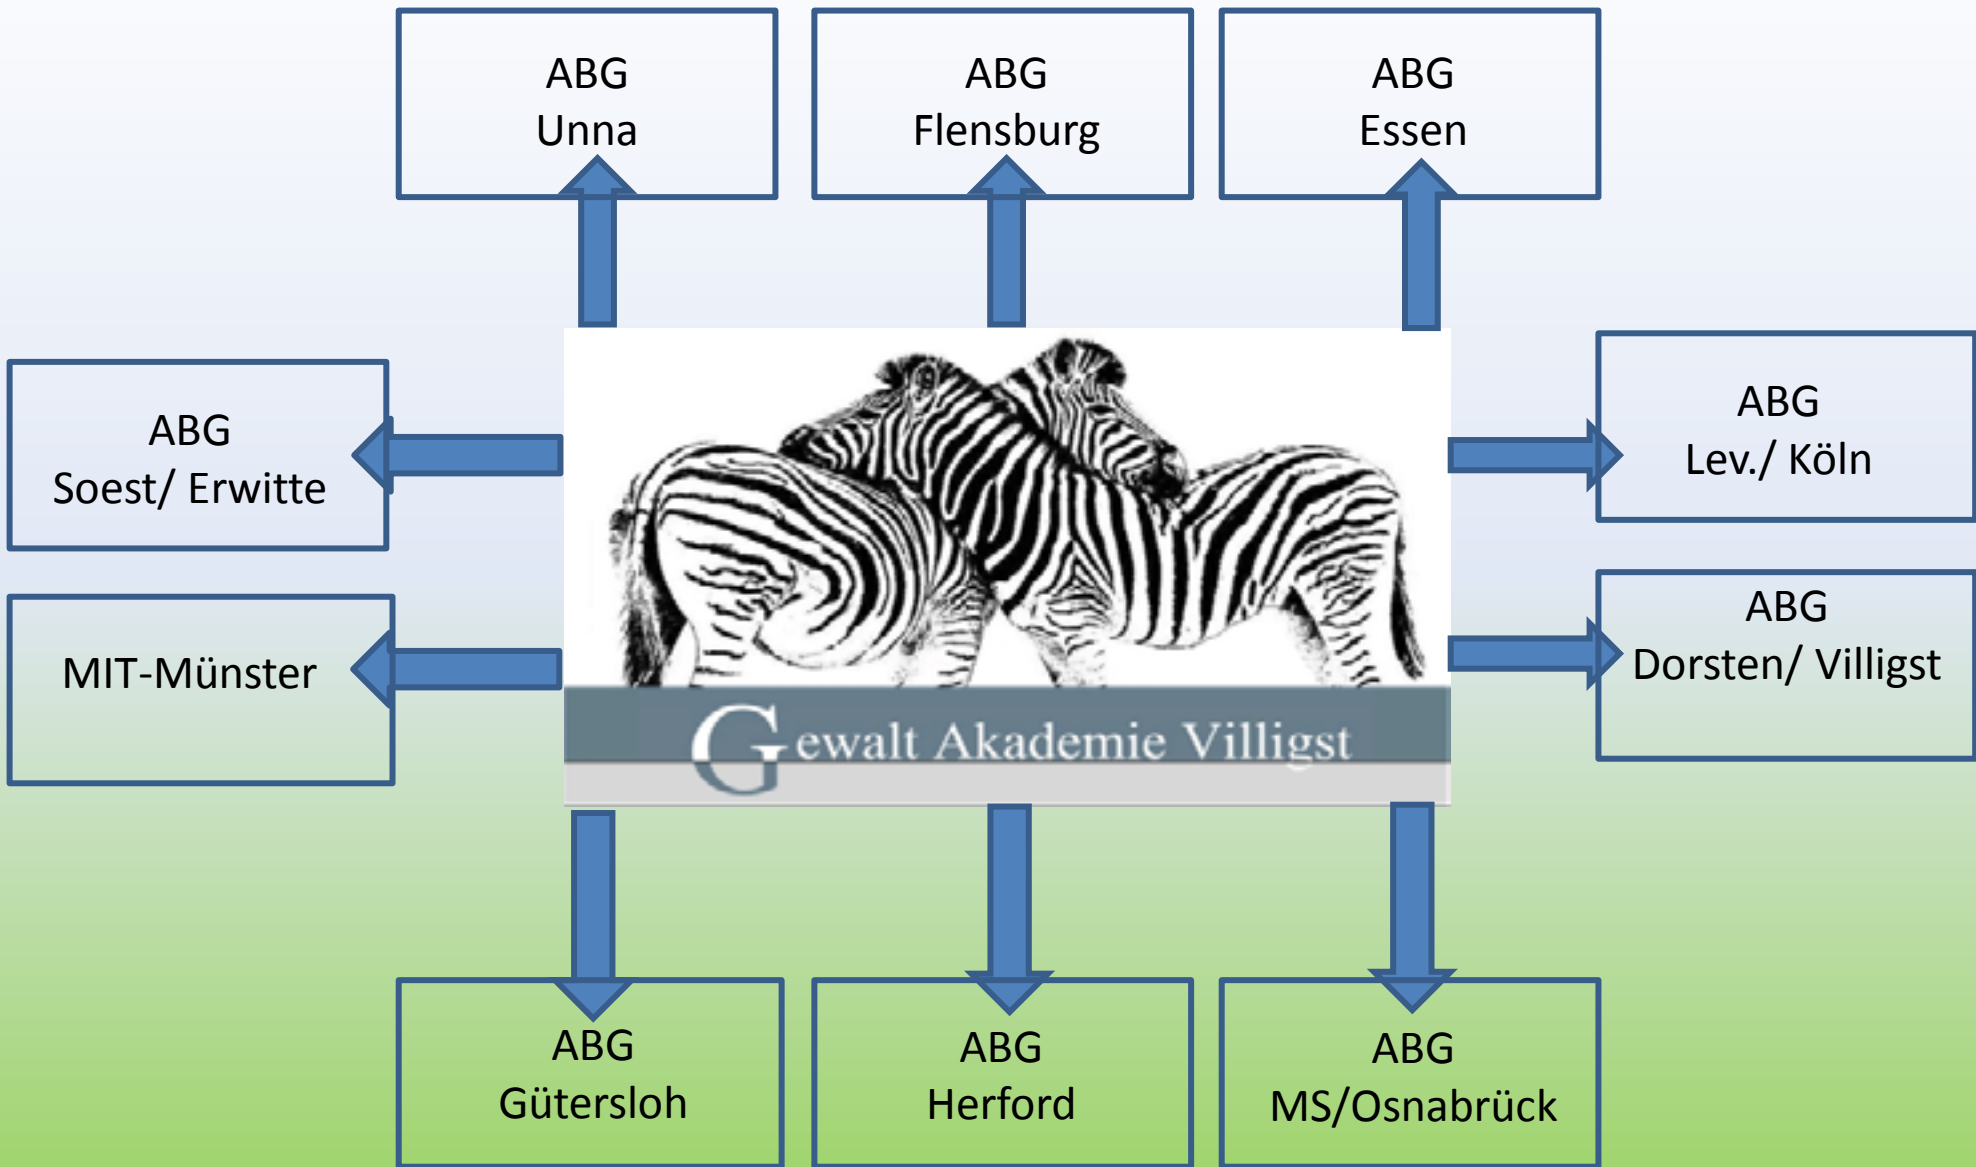 ABG
Unna
ABG
Flensburg
ABG
Essen
ABG
Soest/ Erwitte
ABG
Lev./ Köln
MIT-Münster
ABG
Dorsten/ Villigst
Gewalt Akademie Villigst
ABG
Gütersloh
ABG
Herford
ABG
MS/Osnabrück